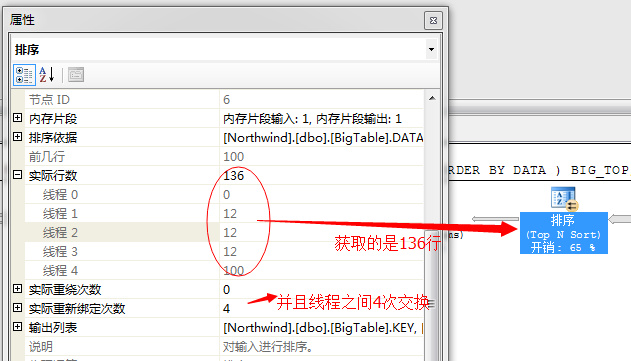 属性
排序
节点 ID 6
内存片段 内存片段输入: 1, 内存片段输出: 1
排序依据 [Northwind].[dbo].[BigTable].DATA
前几行 100
实际行数 136
线程 0 0
线程 1 12
线程 2 12
线程 3 12
线程 4 100
实际重绕次数 0
实际重新绑定次数 4
输出列表 [Northwind].[dbo].[BigTable].KEY,
说明 对输入进行排序。
RDER BY DATA ) BIG_TOP
排序
(Top N Sort)
开销: 65 %
ms)
获取的是136行
并且线程之间4次交换